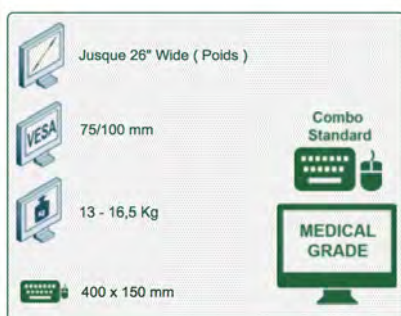 Jusque 26" Wide ( Poids )
VESA
75/100 mm
Combo
Standard
13 - 16,5 Kg
MEDICAL
GRADE
400 x 150 mm